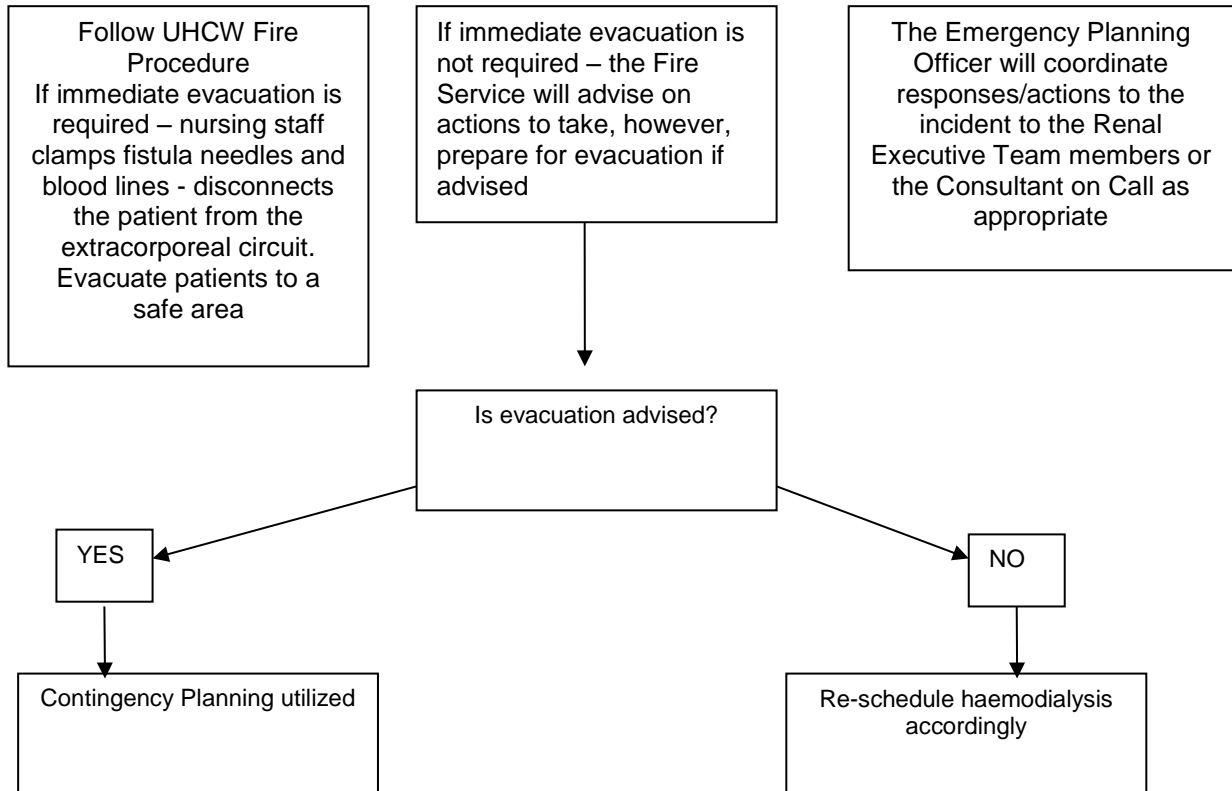 Follow UHCW Fire
Procedure
If immediate evacuation is
required – nursing staff
clamps fistula needles and
blood lines - disconnects
the patient from the
extracorporeal circuit.
Evacuate patients to a
safe area
If immediate evacuation is
not required – the Fire
Service will advise on
actions to take, however,
prepare for evacuation if
advised
The Emergency Planning
Officer will coordinate
responses/actions to the
incident to the Renal
Executive Team members or
the Consultant on Call as
appropriate
Is evacuation advised?
YES
NO
Contingency Planning utilized
Re-schedule haemodialysis
accordingly